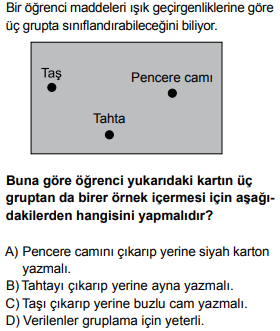 Bir öğrenci maddeleri ışık geçirgenliklerine göre
üç grupta sınıflandırabileceğini biliyor.
Taş
Pencere camı
Tahta
Buna göre öğrenci yukarıdaki kartın üç
gruptan da birer örnek içermesi için aşağı-
dakilerden hangisini yapmalıdır?
A) Pencere camını çıkarıp yerine siyah karton
yazmalı.
B) Tahtayı çıkarıp yerine ayna yazmalı.
C) Taşı çıkarıp yerine buzlu cam yazmalı.
D) Verilenler gruplama için yeterli.